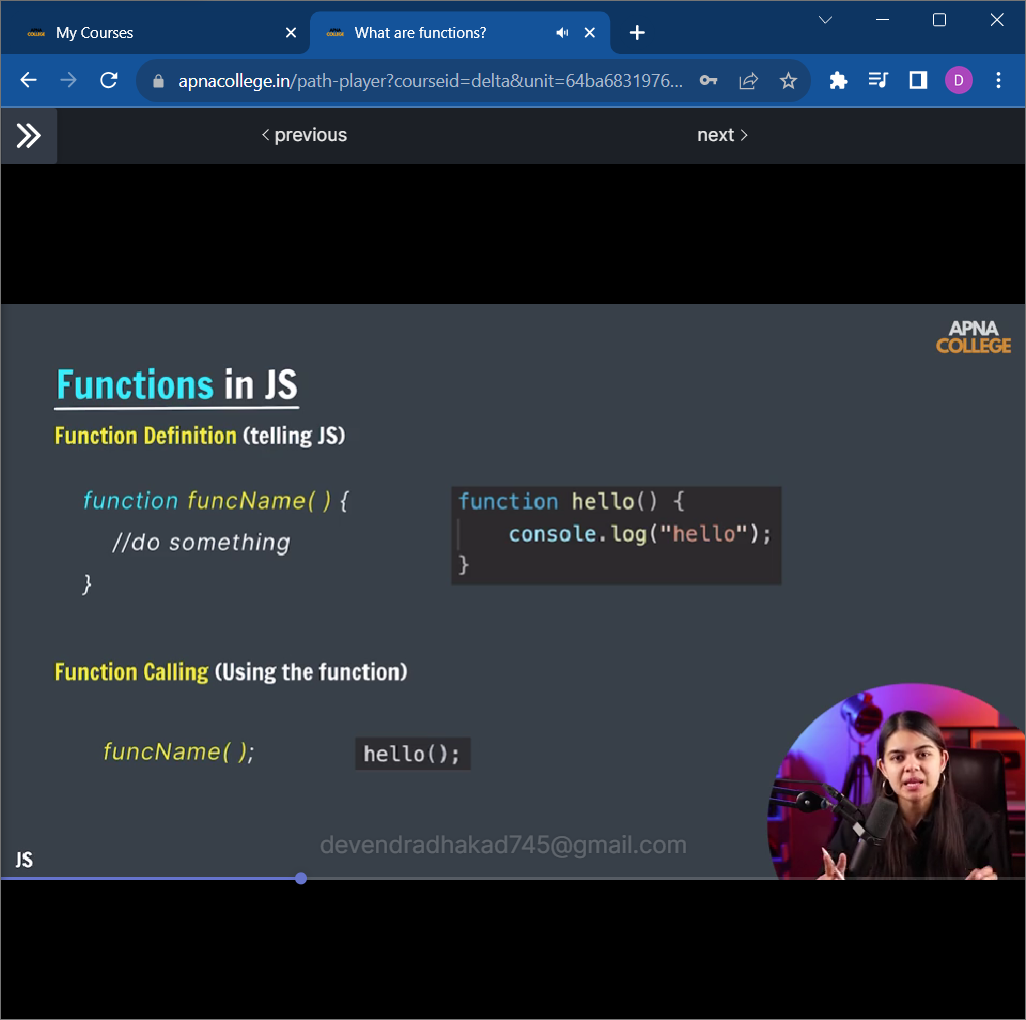 My Courses
What are functions?
apnacollege.in/path-player?courseid=delta&unit=64ba6831976...
D
previous
next
APNA
COLLEGE
Functions in JS
Function Definition (telling JS)
function funcName( ) {
//do something
}
function hello() {
console.log("hello");
}
Function Calling (Using the function)
funcName( );
hello();
devendradhakad745@gmail.com
JS